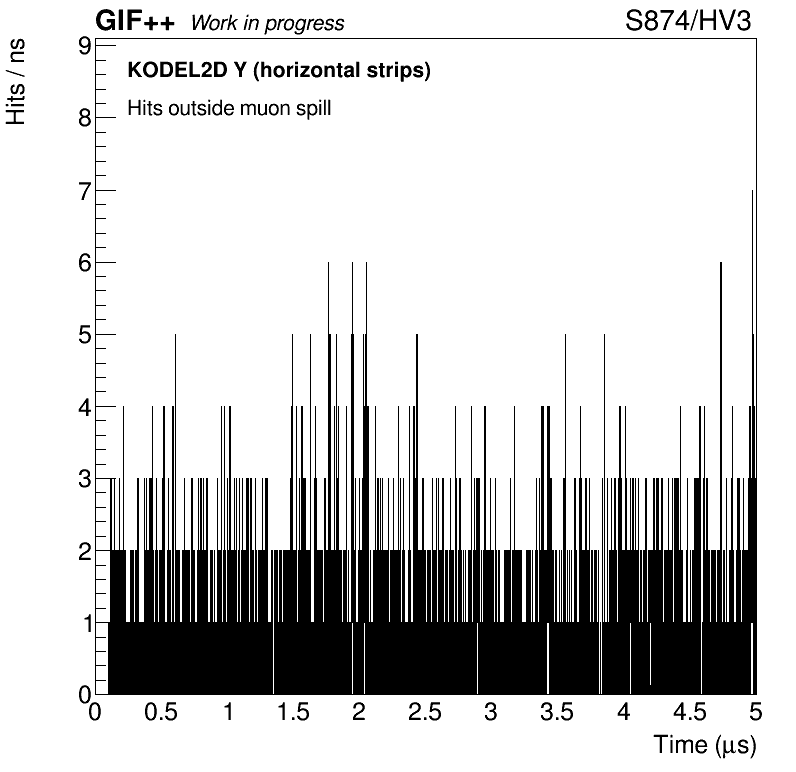 GIF++ Work in progress S874/HV3
Hits / ns
KODEL2D Y (horizontal strips)
Hits outside muon spill
9
8
7
6
5
4
3
2
1
0
0 0.5 1 1.5 2 2.5 3 3.5 4 4.5 5
Time (μs)